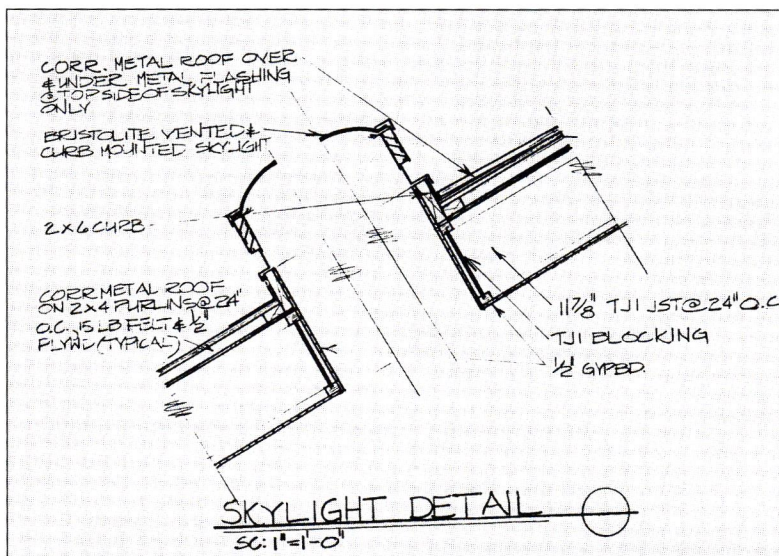 CORR. METAL ROOF OVER
& UNDER METAL FLASHING
@ TOP SIDE OF SKYLIGHT
ONLY
BRISTOLITE VENTED &
CURB MOUNTED SKYLIGHT
2x6 CURB
CORR METAL ROOF
ON 2x4 PURLINS @ 24"
O.C. 15 LB FELT & 1/2"
PLYWD (TYPICAL)
11 7/8" TJI JST @ 24" O.C.
TJI BLOCKING
1/2" GYPBD.
SKYLIGHT DETAIL
SC: 1"=1'-0"